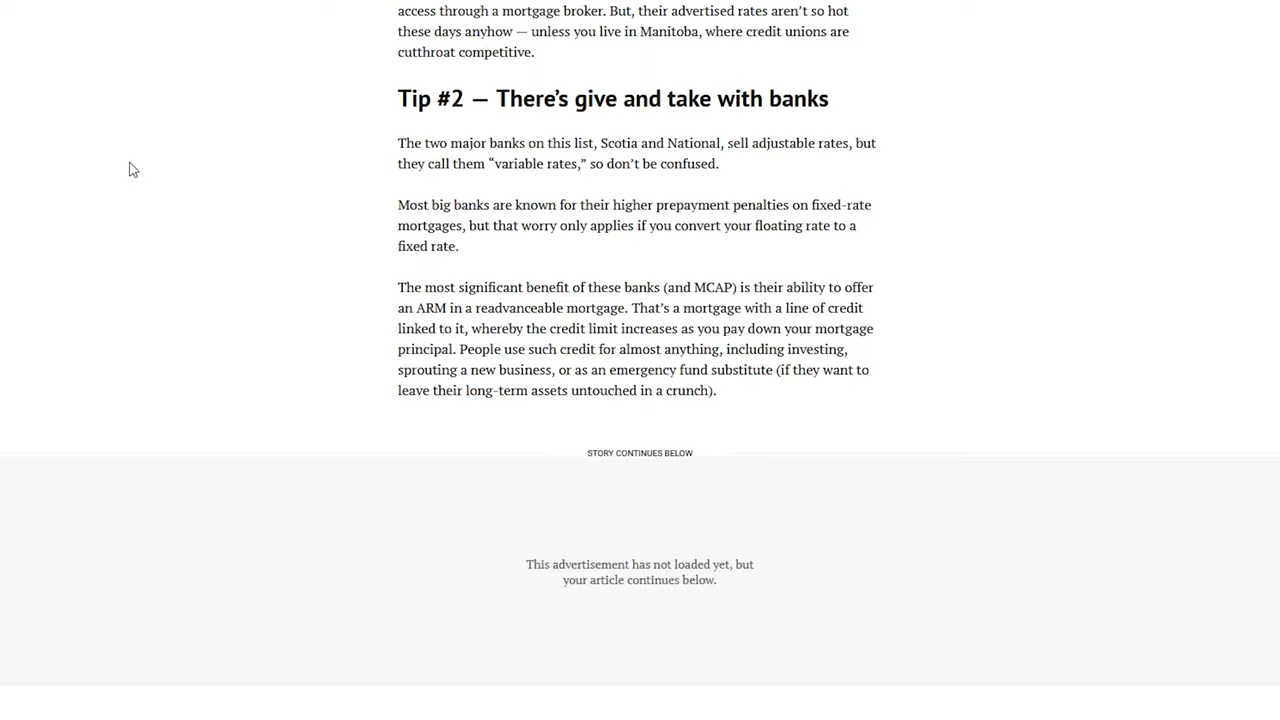 access through a mortgage broker. But, their advertised rates aren’t so hot
these days anyhow — unless you live in Manitoba, where credit unions are
cutthroat competitive.
Tip #2 — There’s give and take with banks
The two major banks on this list, Scotia and National, sell adjustable rates, but
they call them “variable rates,” so don’t be confused.
Most big banks are known for their higher prepayment penalties on fixed-rate
mortgages, but that worry only applies if you convert your floating rate to a
fixed rate.
The most significant benefit of these banks (and MCAP) is their ability to offer
an ARM in a readvanceable mortgage. That’s a mortgage with a line of credit
linked to it, whereby the credit limit increases as you pay down your mortgage
principal. People use such credit for almost anything, including investing,
sprouting a new business, or as an emergency fund substitute (if they want to
leave their long-term assets untouched in a crunch).
STORY CONTINUES BELOW
This advertisement has not loaded yet, but
your article continues below.